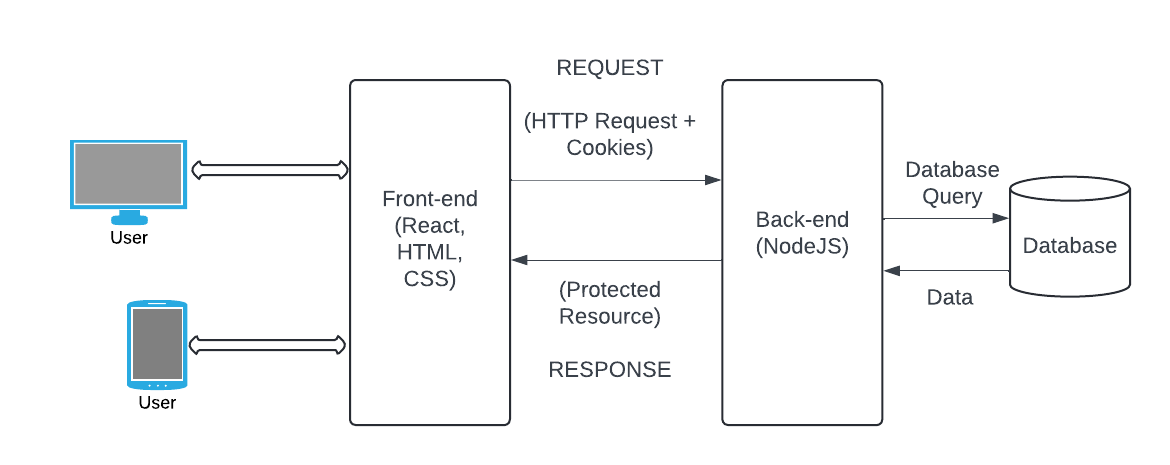 REQUEST
(HTTP Request +
Cookies)
User
Front-end
(React,
HTML,
CSS)
Back-end
(NodeJS)
Database
Query
Database
(Protected
Resource)
Data
RESPONSE
User